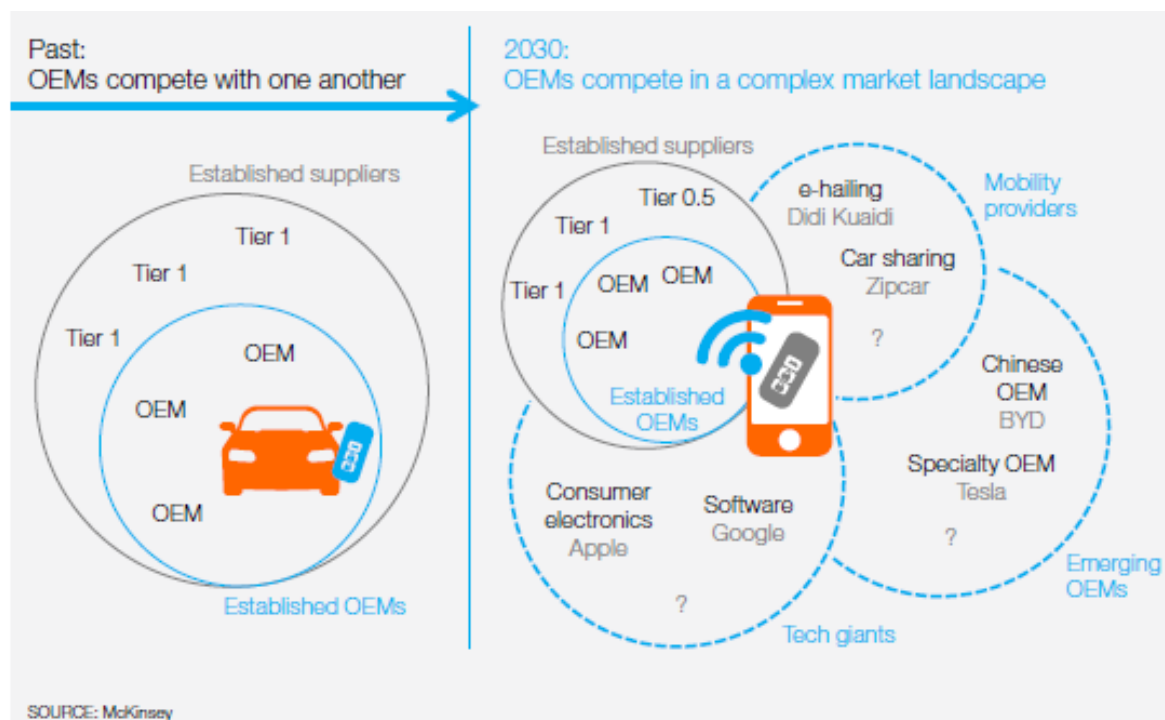 Past:
OEMs compete with one another
Established suppliers
Tier 1
Tier 1
Tier 1
OEM
OEM
OEM
Established OEMs
2030:
OEMs compete in a complex market landscape
Established suppliers
Tier 0.5
Tier 1
Tier 1
OEM
OEM
OEM
Established
OEMs
e-hailing
Didi Kuaidi
Car sharing
Zipcar
?
Mobility
providers
Chinese
OEM
BYD
Specialty OEM
Tesla
?
Emerging
OEMs
Consumer
electronics
Apple
Software
Google
?
Tech giants
SOURCE: McKinsey